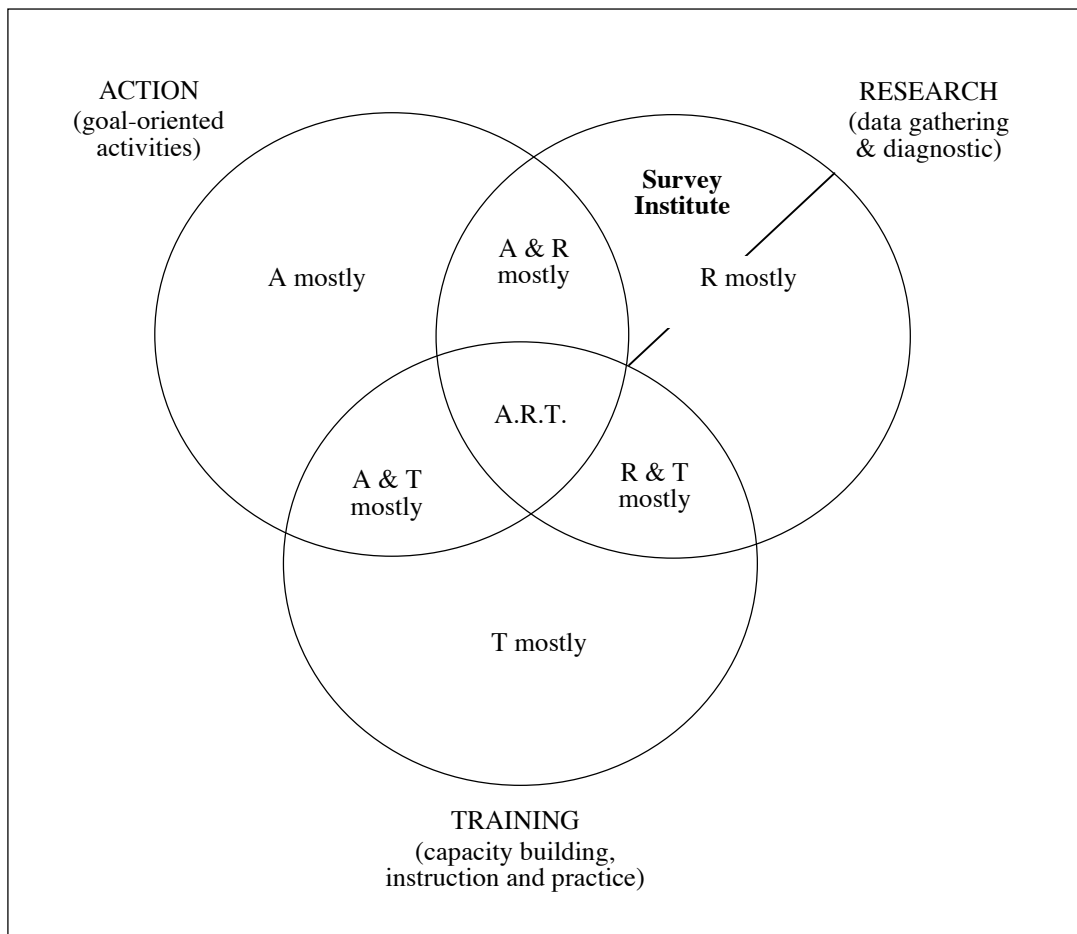 ACTION
(goal-oriented
activities)
RESEARCH
(data gathering
& diagnostic)
Survey
Institute
A & R
mostly
A mostly
R mostly
A.R.T.
A & T
mostly
R & T
mostly
T mostly
TRAINING
(capacity building,
instruction and practice)